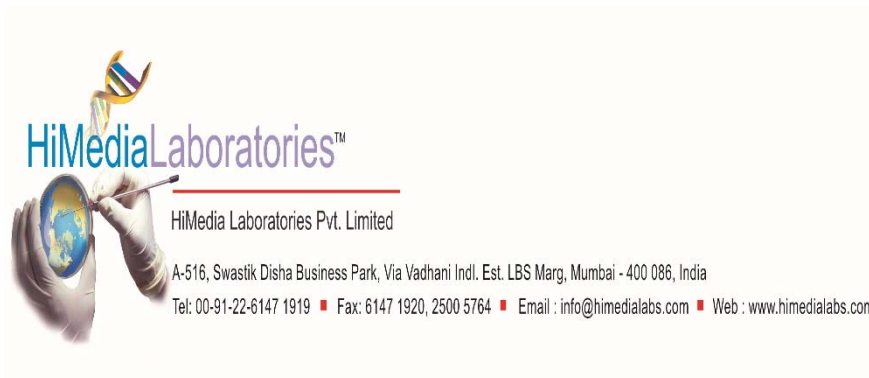 HiMediaLaboratories™
HiMedia Laboratories Pvt. Limited
A-516, Swastik Disha Business Park, Via Vadhani Indl. Est. LBS Marg, Mumbai - 400 086, India
Tel: 00-91-22-6147 1919 ■ Fax: 6147 1920, 2500 5764 ■ Email : info@himedialabs.com ■ Web : www.himedialabs.com